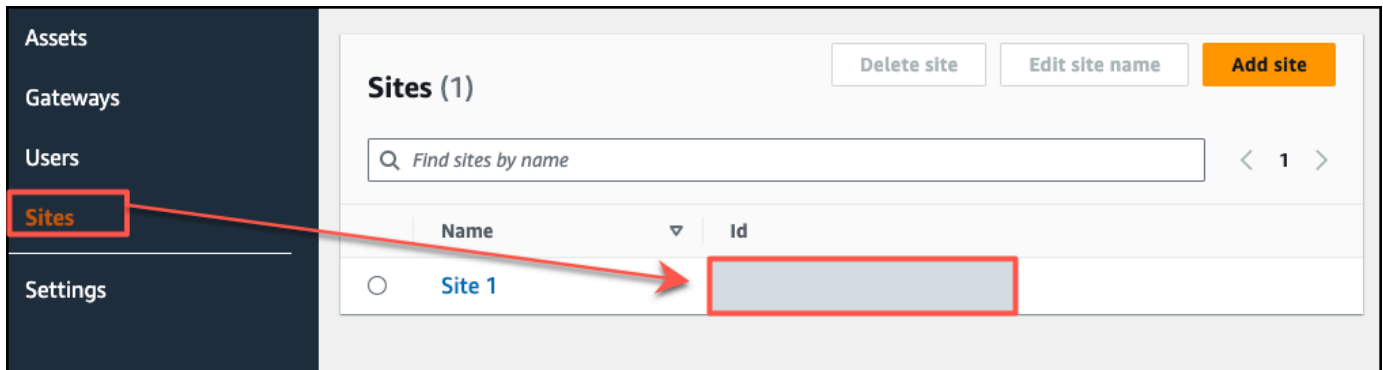 Assets
Gateways
Users
Sites
Settings
Sites (1)
Delete site
Edit site name
Add site
Find sites by name
1
Name
Id
Site 1